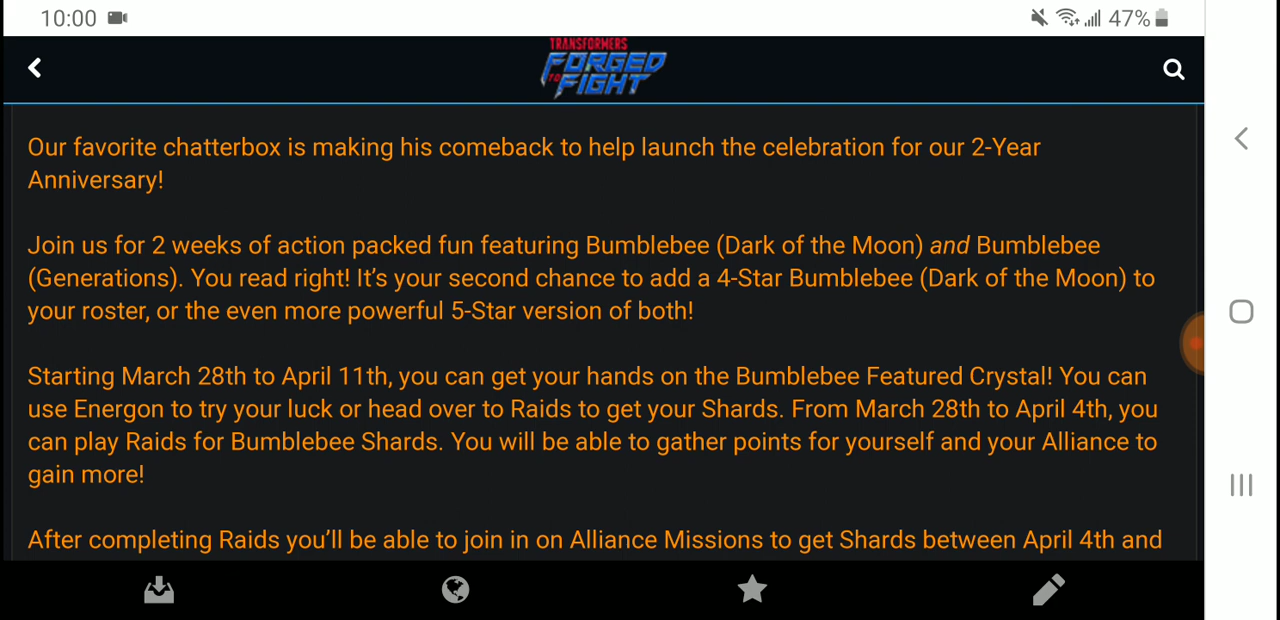 10:00
47%
TRANSFORMERS
FORGED
TO
FIGHT
Our favorite chatterbox is making his comeback to help launch the celebration for our 2-Year
Anniversary!
Join us for 2 weeks of action packed fun featuring Bumblebee (Dark of the Moon) and Bumblebee
(Generations). You read right! It’s your second chance to add a 4-Star Bumblebee (Dark of the Moon) to
your roster, or the even more powerful 5-Star version of both!
Starting March 28th to April 11th, you can get your hands on the Bumblebee Featured Crystal! You can
use Energon to try your luck or head over to Raids to get your Shards. From March 28th to April 4th, you
can play Raids for Bumblebee Shards. You will be able to gather points for yourself and your Alliance to
gain more!
After completing Raids you’ll be able to join in on Alliance Missions to get Shards between April 4th and